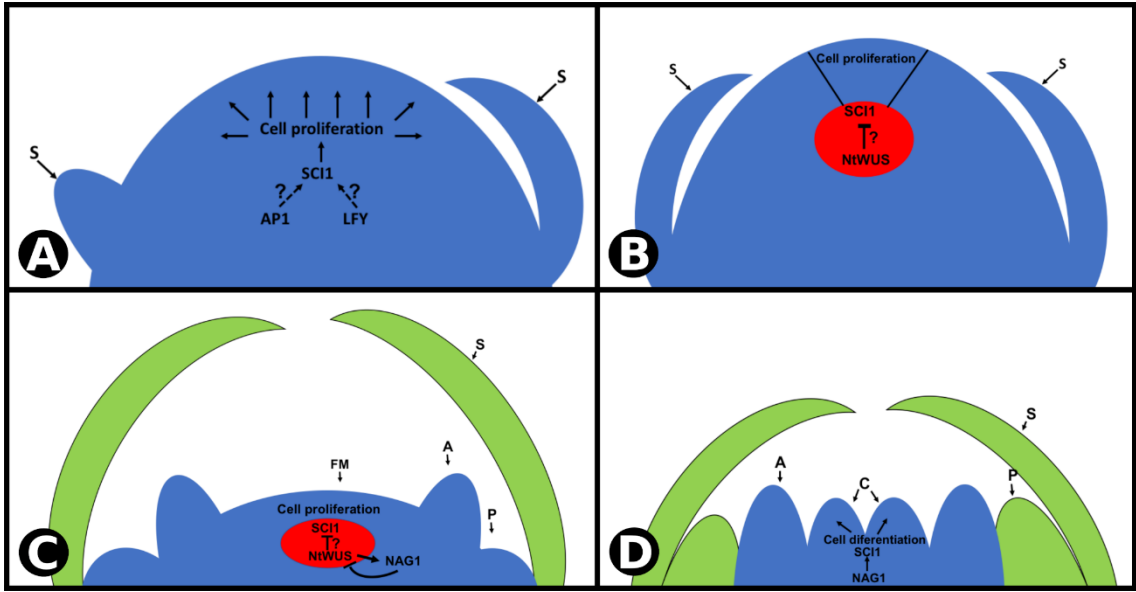 S
S
Cell proliferation
SCI1
? ?
AP1 LFY
A
S
S
Cell proliferation
SCI1
?
NtWUS
B
S
A
FM
P
Cell proliferation
SCI1
?
NtWUS
NAG1
C
S
A
P
C
Cell diferentiation
SCI1
NAG1
D